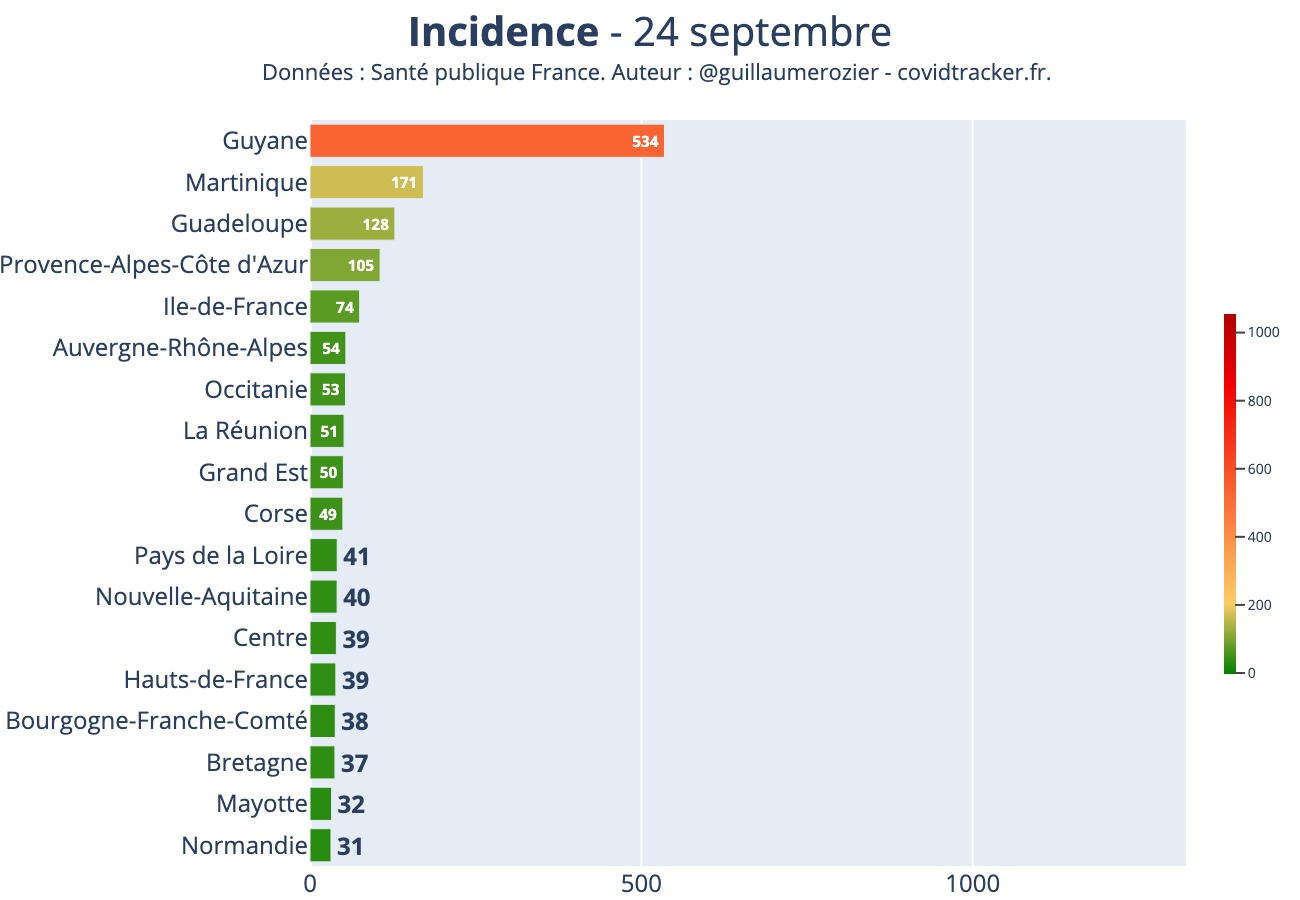 Incidence - 24 septembre
Données : Santé publique France. Auteur : @guillaumerozier - covidtracker.fr.
Guyane 534
Martinique 171
Guadeloupe 128
Provence-Alpes-Côte d'Azur 105
Ile-de-France 74
Auvergne-Rhône-Alpes 54
Occitanie 53
La Réunion 51
Grand Est 50
Corse 49
Pays de la Loire 41
Nouvelle-Aquitaine 40
Centre 39
Hauts-de-France 39
Bourgogne-Franche-Comté 38
Bretagne 37
Mayotte 32
Normandie 31
0 500 1000
1000
800
600
400
200
0